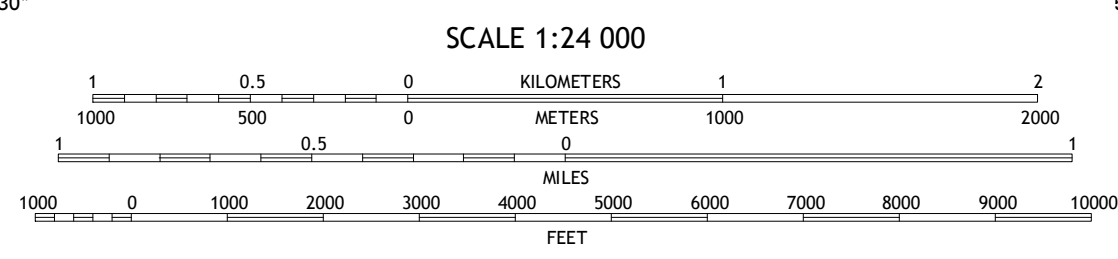 30"
SCALE 1:24 000
1 0.5 0 KILOMETERS 1 2
1000 500 0 METERS 1000 2000
1 0.5 0 1
MILES
1000 0 1000 2000 3000 4000 5000 6000 7000 8000 9000 10000
FEET